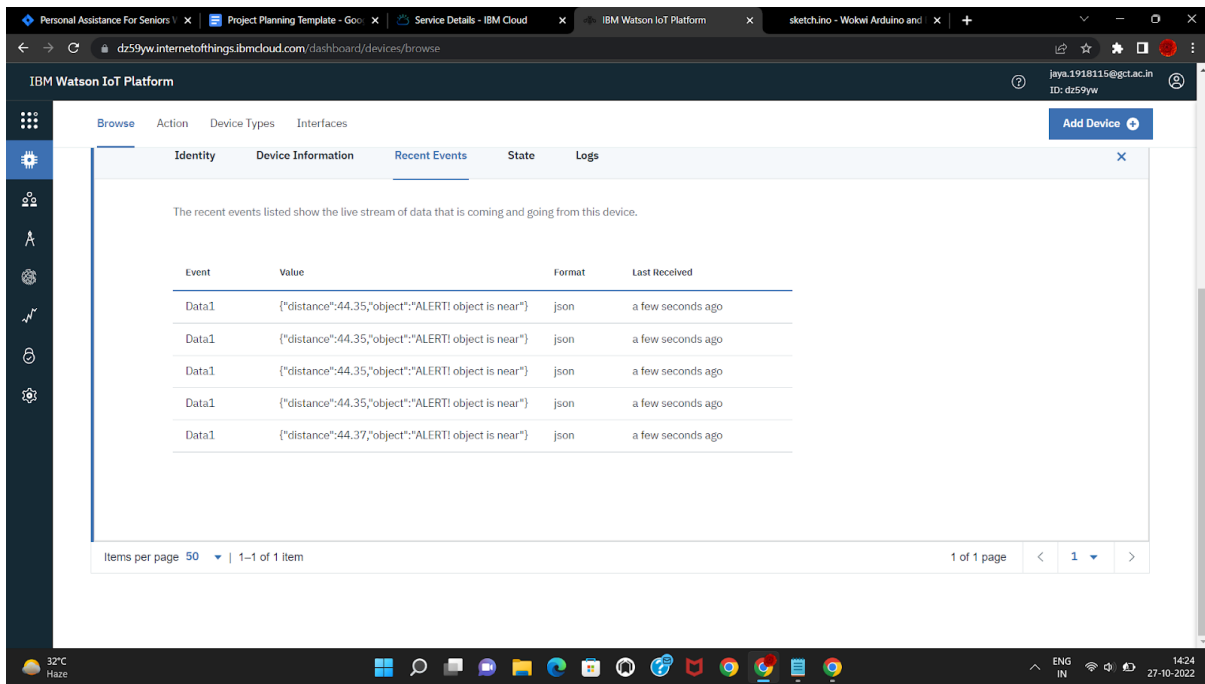 Personal Assistance For Seniors W
Project Planning Template - Goo
Service Details - IBM Cloud
IBM Watson IoT Platform
sketch.ino - Wokwi Arduino and
dz59yw.internetofthings.ibmcloud.com/dashboard/devices/browse
IBM Watson IoT Platform
jaya.1918115@gct.ac.in
ID: dz59yw
Browse Action Device Types Interfaces
Add Device
Identity Device Information Recent Events State Logs
The recent events listed show the live stream of data that is coming and going from this device.
Event Value Format Last Received
Data1 {"distance":44.35,"object":"ALERT! object is near"} json a few seconds ago
Data1 {"distance":44.35,"object":"ALERT! object is near"} json a few seconds ago
Data1 {"distance":44.35,"object":"ALERT! object is near"} json a few seconds ago
Data1 {"distance":44.35,"object":"ALERT! object is near"} json a few seconds ago
Data1 {"distance":44.37,"object":"ALERT! object is near"} json a few seconds ago
Items per page 50 | 1–1 of 1 item
1 of 1 page 1
32°C
Haze
ENG
IN
14:24
27-10-2022